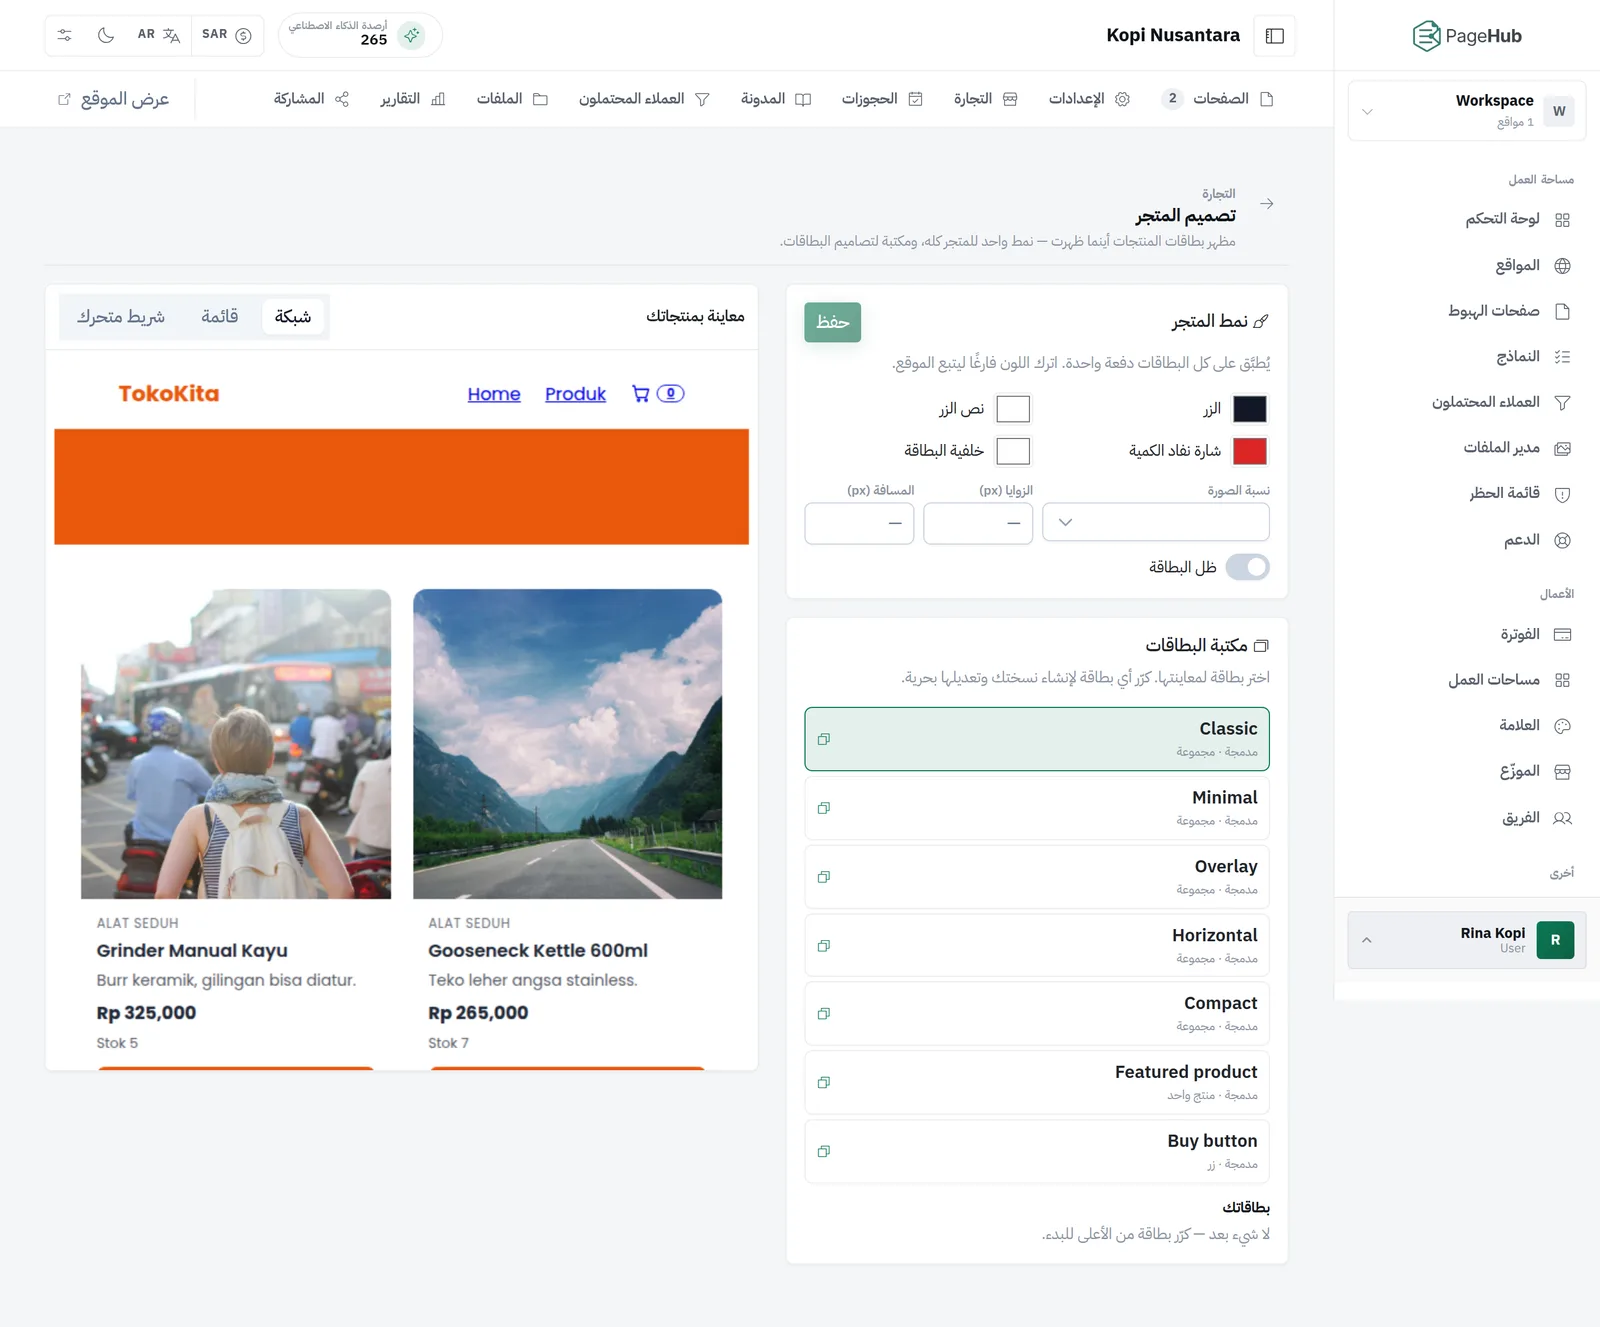 PageHub
Kopi Nusantara
أرصدة الذكاء الاصطناعي
265
SAR
AR
W
Workspace
1 مواقع
الصفحات
2
الإعدادات
التجارة
الحجوزات
المدونة
العملاء المحتملون
الملفات
التقارير
المشاركة
عرض الموقع
مساحة العمل
لوحة التحكم
المواقع
صفحات الهبوط
النماذج
العملاء المحتملون
مدير الملفات
قائمة الحظر
الدعم
الأعمال
الفوترة
مساحات العمل
العلامة
الموزّع
الفريق
أخرى
R
Rina Kopi
User
التجارة
تصميم المتجر
مظهر بطاقات المنتجات أينما ظهرت — نمط واحد للمتجر كله، ومكتبة لتصاميم البطاقات.
نمط المتجر
حفظ
يُطبَّق على كل البطاقات دفعة واحدة. اترك اللون فارغًا ليتبع الموقع.
الزر
نص الزر
شارة نفاد الكمية
خلفية البطاقة
نسبة الصورة
الزوايا (px)
المسافة (px)
—
—
ظل البطاقة
مكتبة البطاقات
اختر بطاقة لمعاينتها. كرّر أي بطاقة لإنشاء نسختك وتعديلها بحرية.
Classic
مدمجة · مجموعة
Minimal
مدمجة · مجموعة
Overlay
مدمجة · مجموعة
Horizontal
مدمجة · مجموعة
Compact
مدمجة · مجموعة
Featured product
مدمجة · منتج واحد
Buy button
مدمجة · زر
بطاقاتك
لا شيء بعد — كرّر بطاقة من الأعلى للبدء.
معاينة بمنتجاتك
شبكة
قائمة
شريط متحرك
TokoKita
Home
Produk
0
ALAT SEDUH
Grinder Manual Kayu
Burr keramik, gilingan bisa diatur.
Rp 325,000
Stok 5
ALAT SEDUH
Gooseneck Kettle 600ml
Teko leher angsa stainless.
Rp 265,000
Stok 7